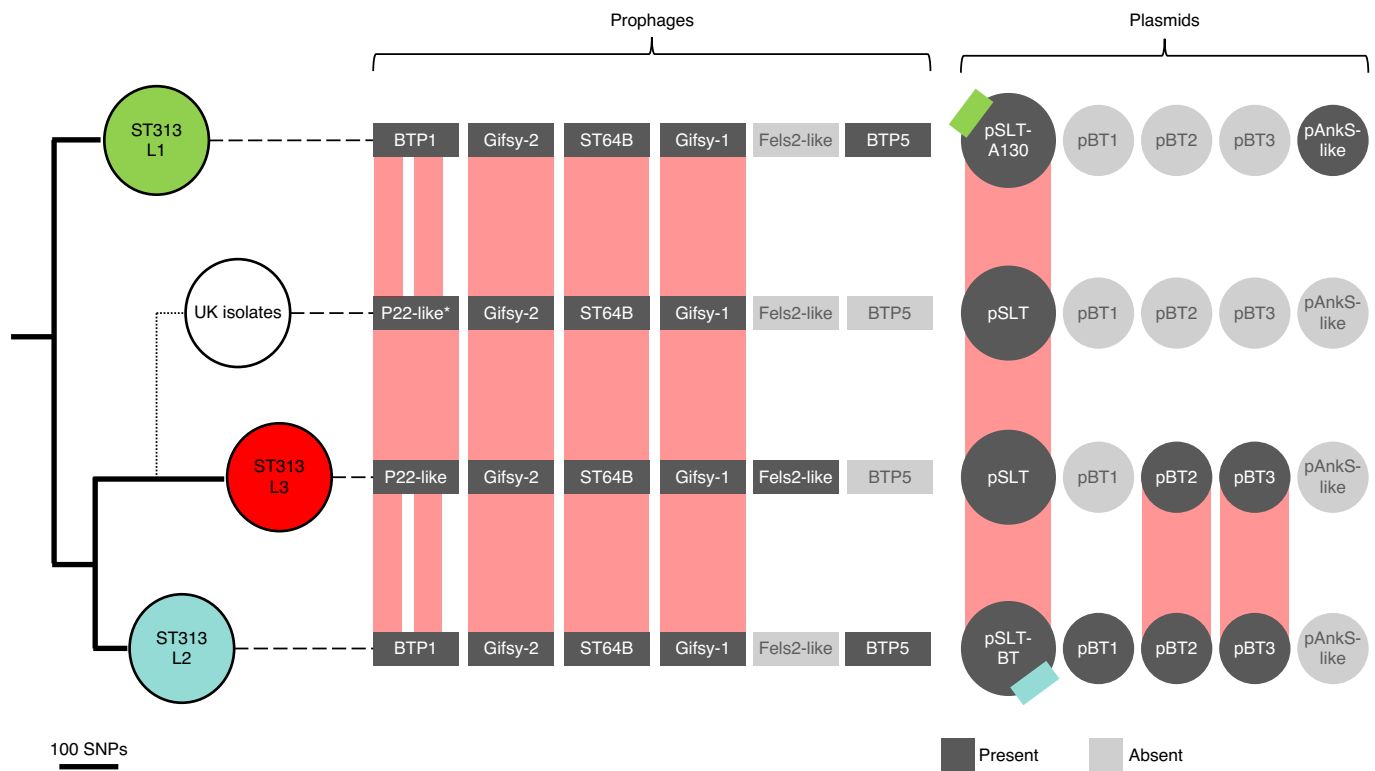 Prophages
Plasmids
ST313
L1
BTP1
Gifsy-2
ST64B
Gifsy-1
Fels2-like
BTP5
pSLT-
A130
pBT1
pBT2
pBT3
pAnkS-
like
UK isolates
P22-like*
Gifsy-2
ST64B
Gifsy-1
Fels2-like
BTP5
pSLT
pBT1
pBT2
pBT3
pAnkS-
like
ST313
L3
P22-like
Gifsy-2
ST64B
Gifsy-1
Fels2-like
BTP5
pSLT
pBT1
pBT2
pBT3
pAnkS-
like
ST313
L2
BTP1
Gifsy-2
ST64B
Gifsy-1
Fels2-like
BTP5
pSLT-
BT
pBT1
pBT2
pBT3
pAnkS-
like
100 SNPs
Present
Absent